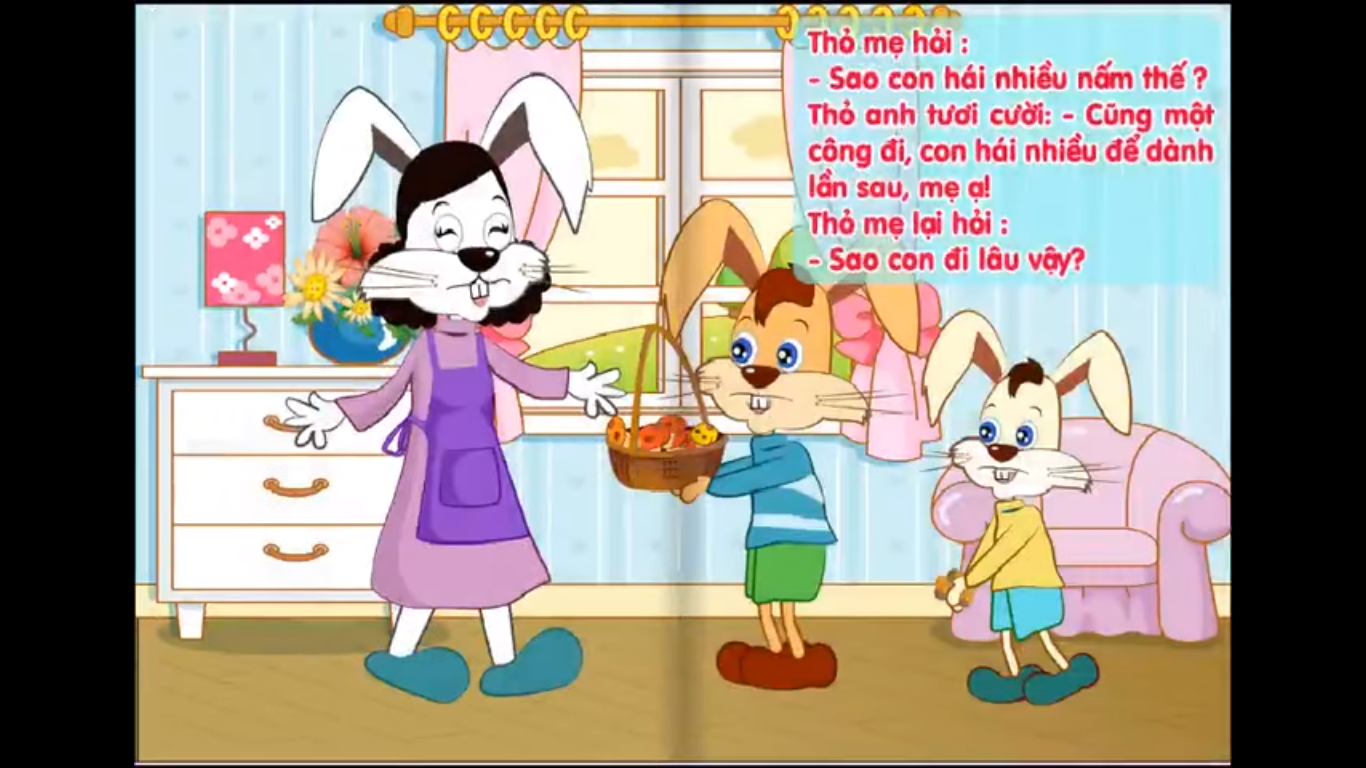 Thỏ mẹ hỏi :
- Sao con hái nhiều nấm thế ?
Thỏ anh tươi cười: - Cũng một
công đi, con hái nhiều để dành
lần sau, mẹ ạ!
Thỏ mẹ lại hỏi :
- Sao con đi lâu vậy?